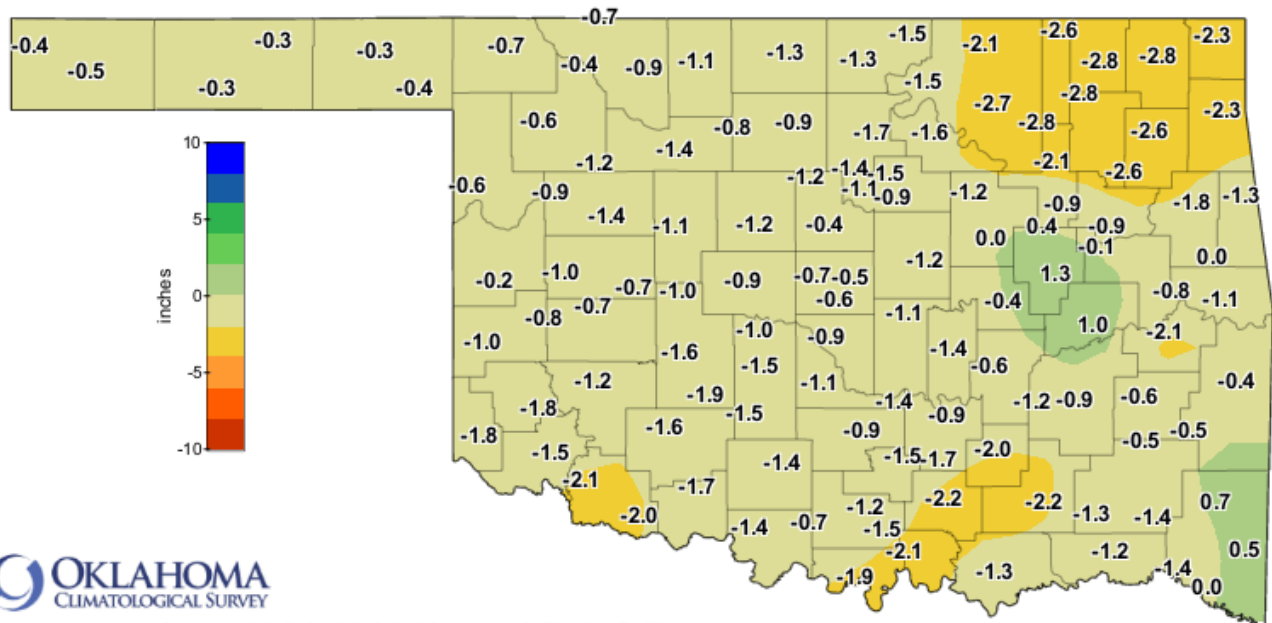 -0.7
-0.4 -0.3 -0.3 -0.7 -0.4 -0.9 -1.1 -1.3 -1.3 -1.5 -2.1 -2.6 -2.8 -2.8 -2.3
-0.5 -0.3 -0.4 -1.5 -2.7 -2.8 -2.3
-0.6 -0.8 -0.9 -1.7 -1.6 -2.8 -2.6
-1.2 -1.4 -1.2 -1.4 -1.5 -2.1 -2.6
-0.6 -0.9 -1.1 -0.9 -1.2 -0.9 -1.8 -1.3
-1.4 -1.1 -1.2 -0.4 0.0 0.4 -0.9
-0.1 0.0
-0.2 -1.0 -0.7 -1.0 -0.9 -0.7 -0.5 -1.2 1.3 -0.8 -1.1
-0.8 -0.7 -0.6 -1.1 -0.4 1.0 -2.1
-1.0 -1.6 -1.0 -0.9 -1.4 -0.6
-1.2 -1.9 -1.5 -1.1 -0.4
-1.8 -1.5 -1.4 -0.9 -1.2 -0.9 -0.6
-1.8 -1.6 -0.9 -0.5 -0.5
-1.5 -1.4 -1.5 -1.7 -2.0
-2.1 -1.7 -1.2 -2.2 -2.2 0.7
-2.0 -1.4 -0.7 -1.5 -1.3 -1.4
-2.1 -1.2 0.5
-1.9 -1.3 -1.4 0.0
10
5
0
-5
-10
inches
OKLAHOMA
CLIMATOLOGICAL SURVEY